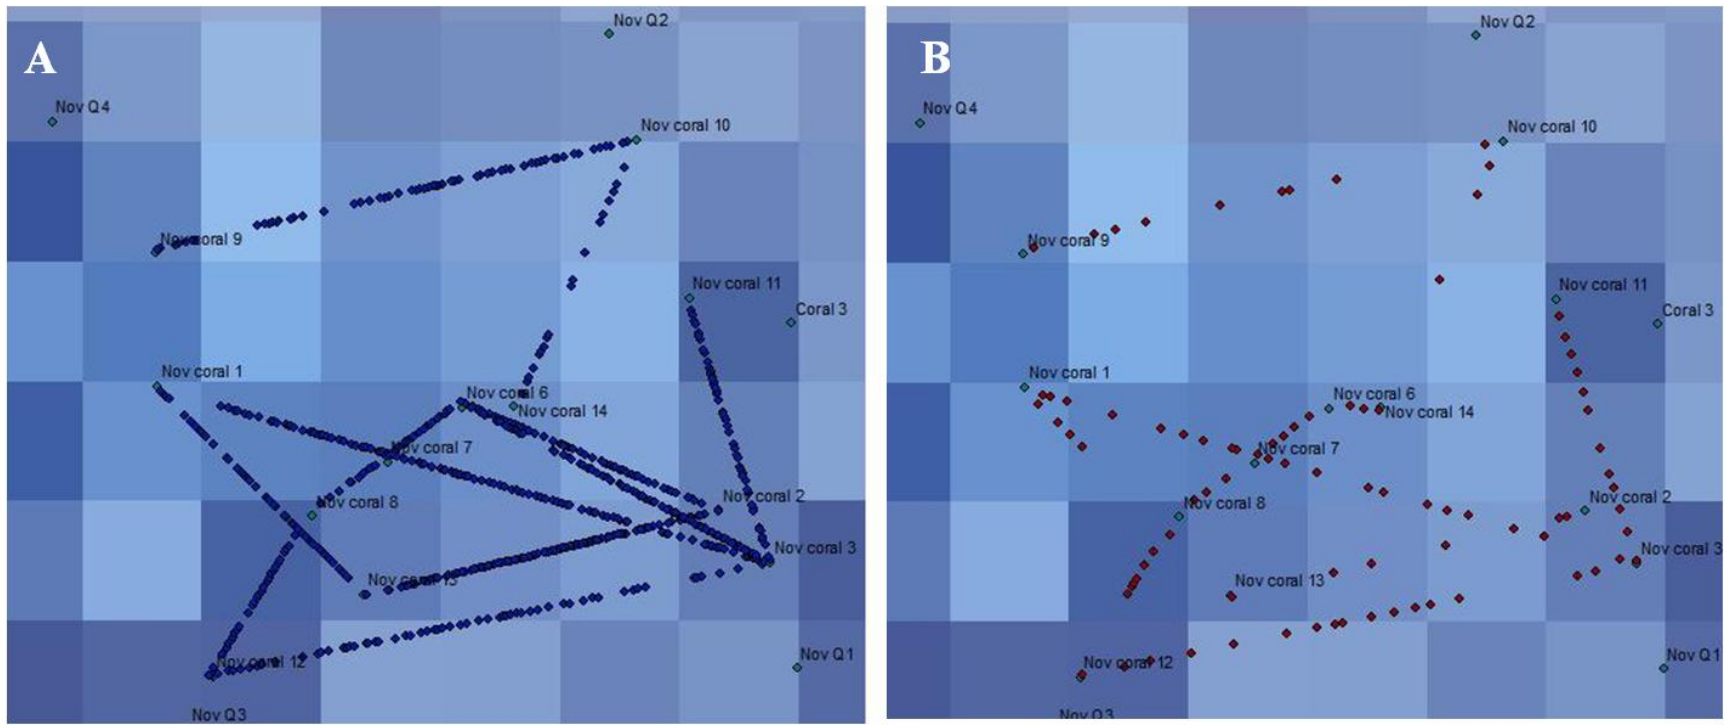 A
Nov Q2
Nov Q4
Nov coral 10
Nov coral 9
Nov coral 11
Coral 3
Nov coral 1
Nov coral 6
Nov coral 14
Nov coral 7
Nov coral 8
Nov coral 2
Nov coral 3
Nov coral 13
Nov coral 12
Nov Q1
Nov Q3
B
Nov Q2
Nov Q4
Nov coral 10
Nov coral 9
Nov coral 11
Coral 3
Nov coral 1
Nov coral 6
Nov coral 14
Nov coral 7
Nov coral 8
Nov coral 2
Nov coral 3
Nov coral 13
Nov coral 12
Nov Q1
Nov Q3